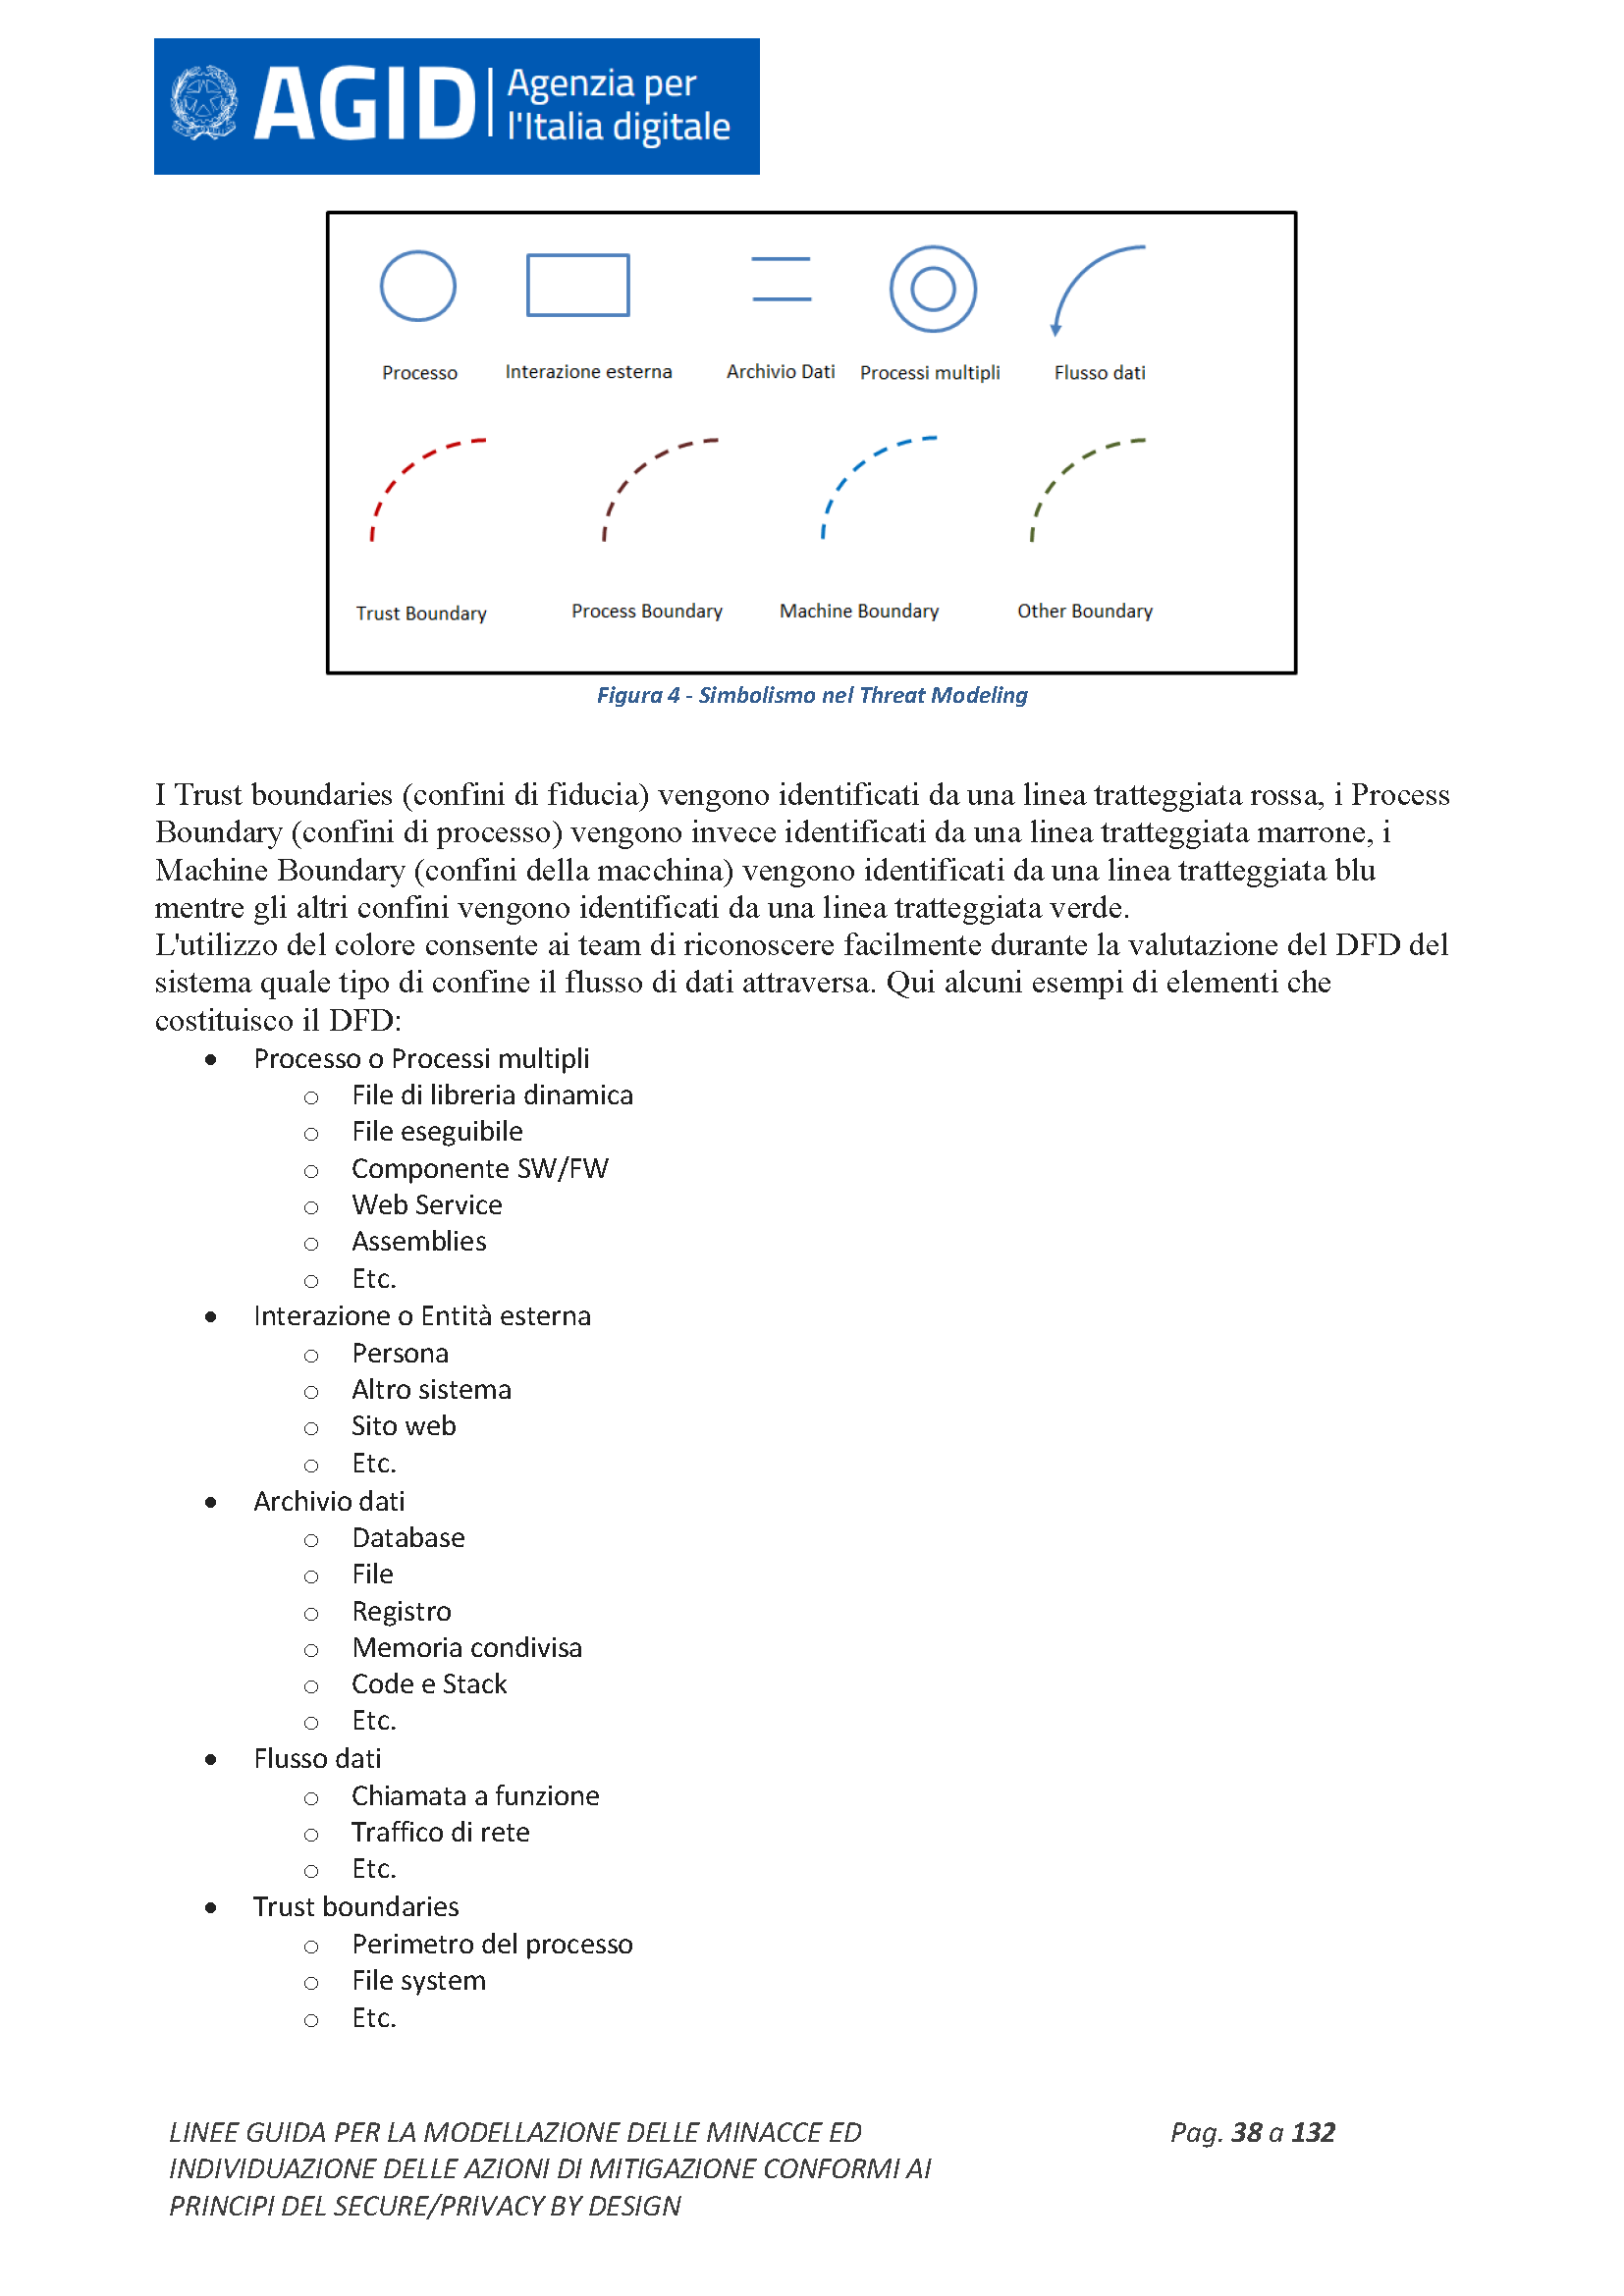 AGID Agenzia per
l'Italia digitale
Processo Interazione esterna Archivio Dati Processi multipli Flusso dati
Trust Boundary Process Boundary Machine Boundary Other Boundary
Figura 4 - Simbolismo nel Threat Modeling
I Trust boundaries (confini di fiducia) vengono identificati da una linea tratteggiata rossa, i Process
Boundary (confini di processo) vengono invece identificati da una linea tratteggiata marrone, i
Machine Boundary (confini della macchina) vengono identificati da una linea tratteggiata blu
mentre gli altri confini vengono identificati da una linea tratteggiata verde.
L'utilizzo del colore consente ai team di riconoscere facilmente durante la valutazione del DFD del
sistema quale tipo di confine il flusso di dati attraversa. Qui alcuni esempi di elementi che
costituisco il DFD:
• Processo o Processi multipli
o File di libreria dinamica
o File eseguibile
o Componente SW/FW
o Web Service
o Assemblies
o Etc.
• Interazione o Entità esterna
o Persona
o Altro sistema
o Sito web
o Etc.
• Archivio dati
o Database
o File
o Registro
o Memoria condivisa
o Code e Stack
o Etc.
• Flusso dati
o Chiamata a funzione
o Traffico di rete
o Etc.
• Trust boundaries
o Perimetro del processo
o File system
o Etc.
LINEE GUIDA PER LA MODELLAZIONE DELLE MINACCE ED
INDIVIDUAZIONE DELLE AZIONI DI MITIGAZIONE CONFORMI AI
PRINCIPI DEL SECURE/PRIVACY BY DESIGN
Pag. 38 a 132